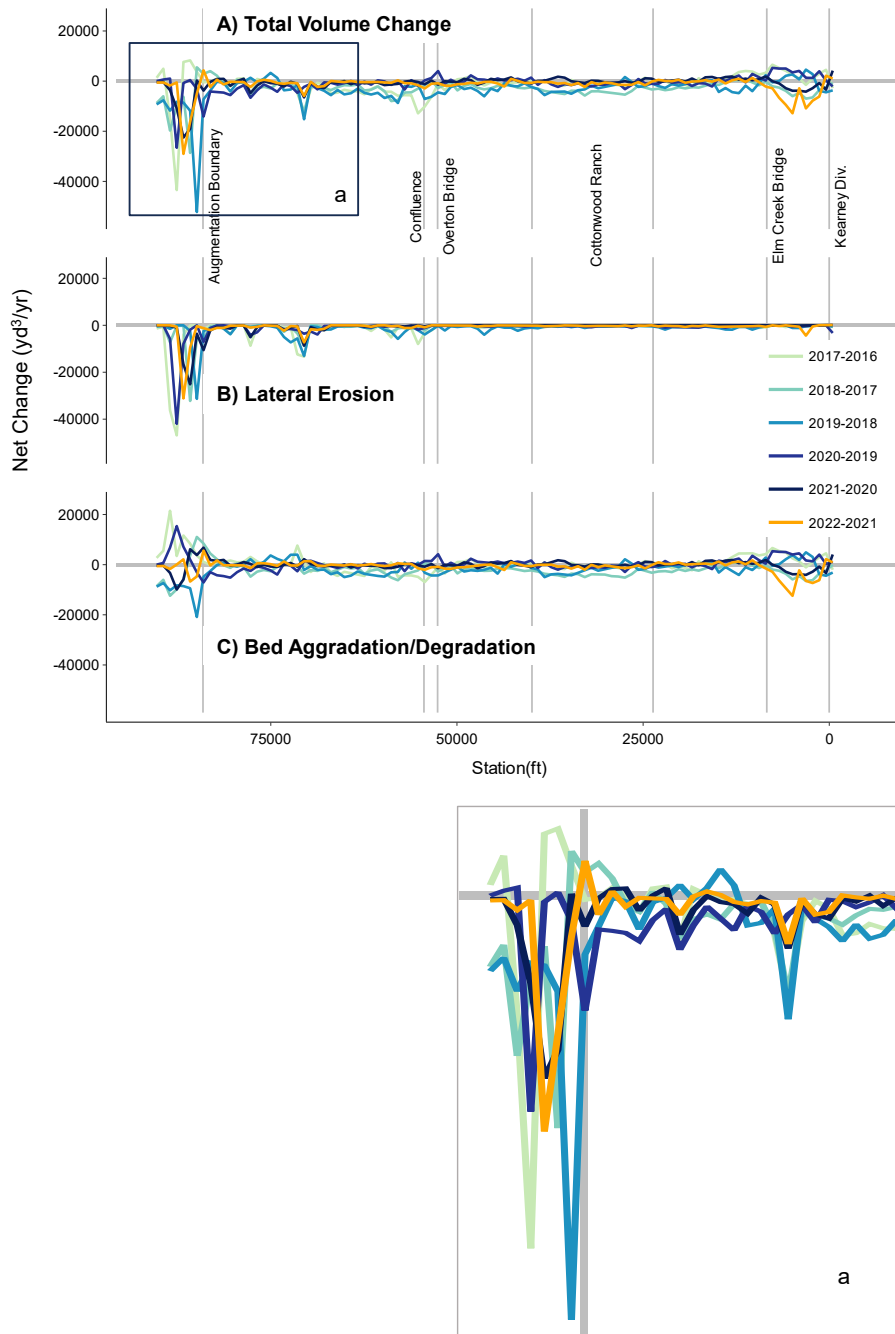 A) Total Volume Change
20000
0
-20000
-40000
a
Augmentation Boundary
Confluence
Overton Bridge
Cottonwood Ranch
Elm Creek Bridge
Kearney Div.
Net Change (yd³/yr)
20000
0
-20000
-40000
B) Lateral Erosion
2017-2016
2018-2017
2019-2018
2020-2019
2021-2020
2022-2021
20000
0
-20000
-40000
C) Bed Aggradation/Degradation
75000
50000
25000
0
Station(ft)
a